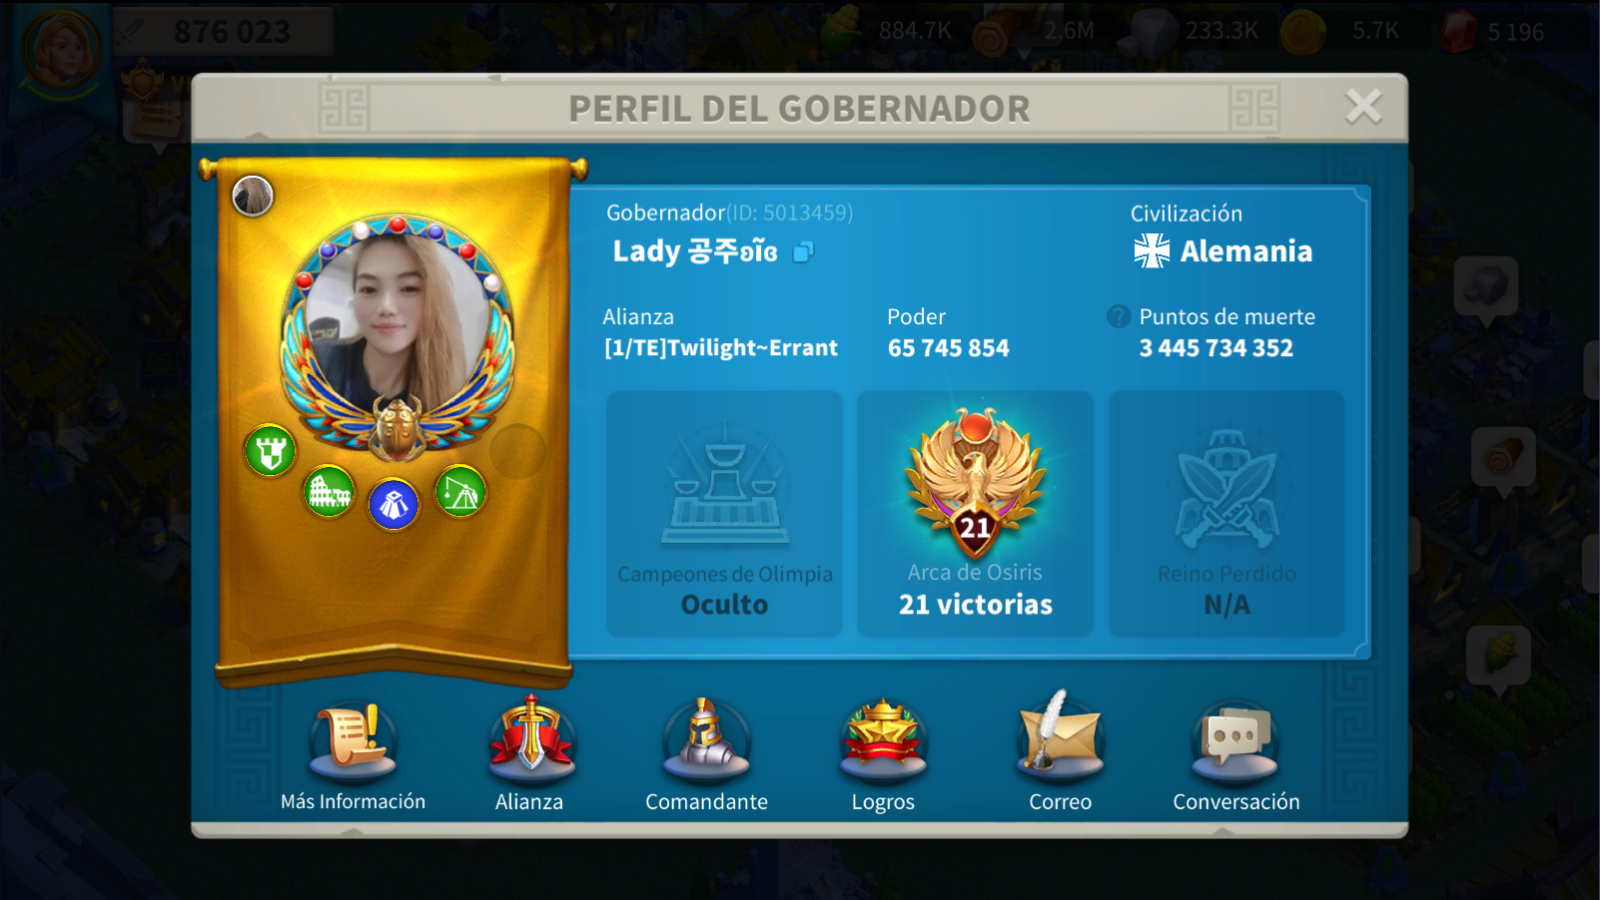 876 023
884.7K
2.6M
233.3K
5.7K
5 196
PERFIL DEL GOBERNADOR
Gobernador(ID: 5013459)
Lady 공주ʚĩɞ
Civilización
Alemania
Alianza
[1/TE]Twilight~Errant
Poder
65 745 854
? Puntos de muerte
3 445 734 352
21
Campeones de Olimpia
Oculto
Arca de Osiris
21 victorias
Reino Perdido
N/A
Más Información
Alianza
Comandante
Logros
Correo
Conversación